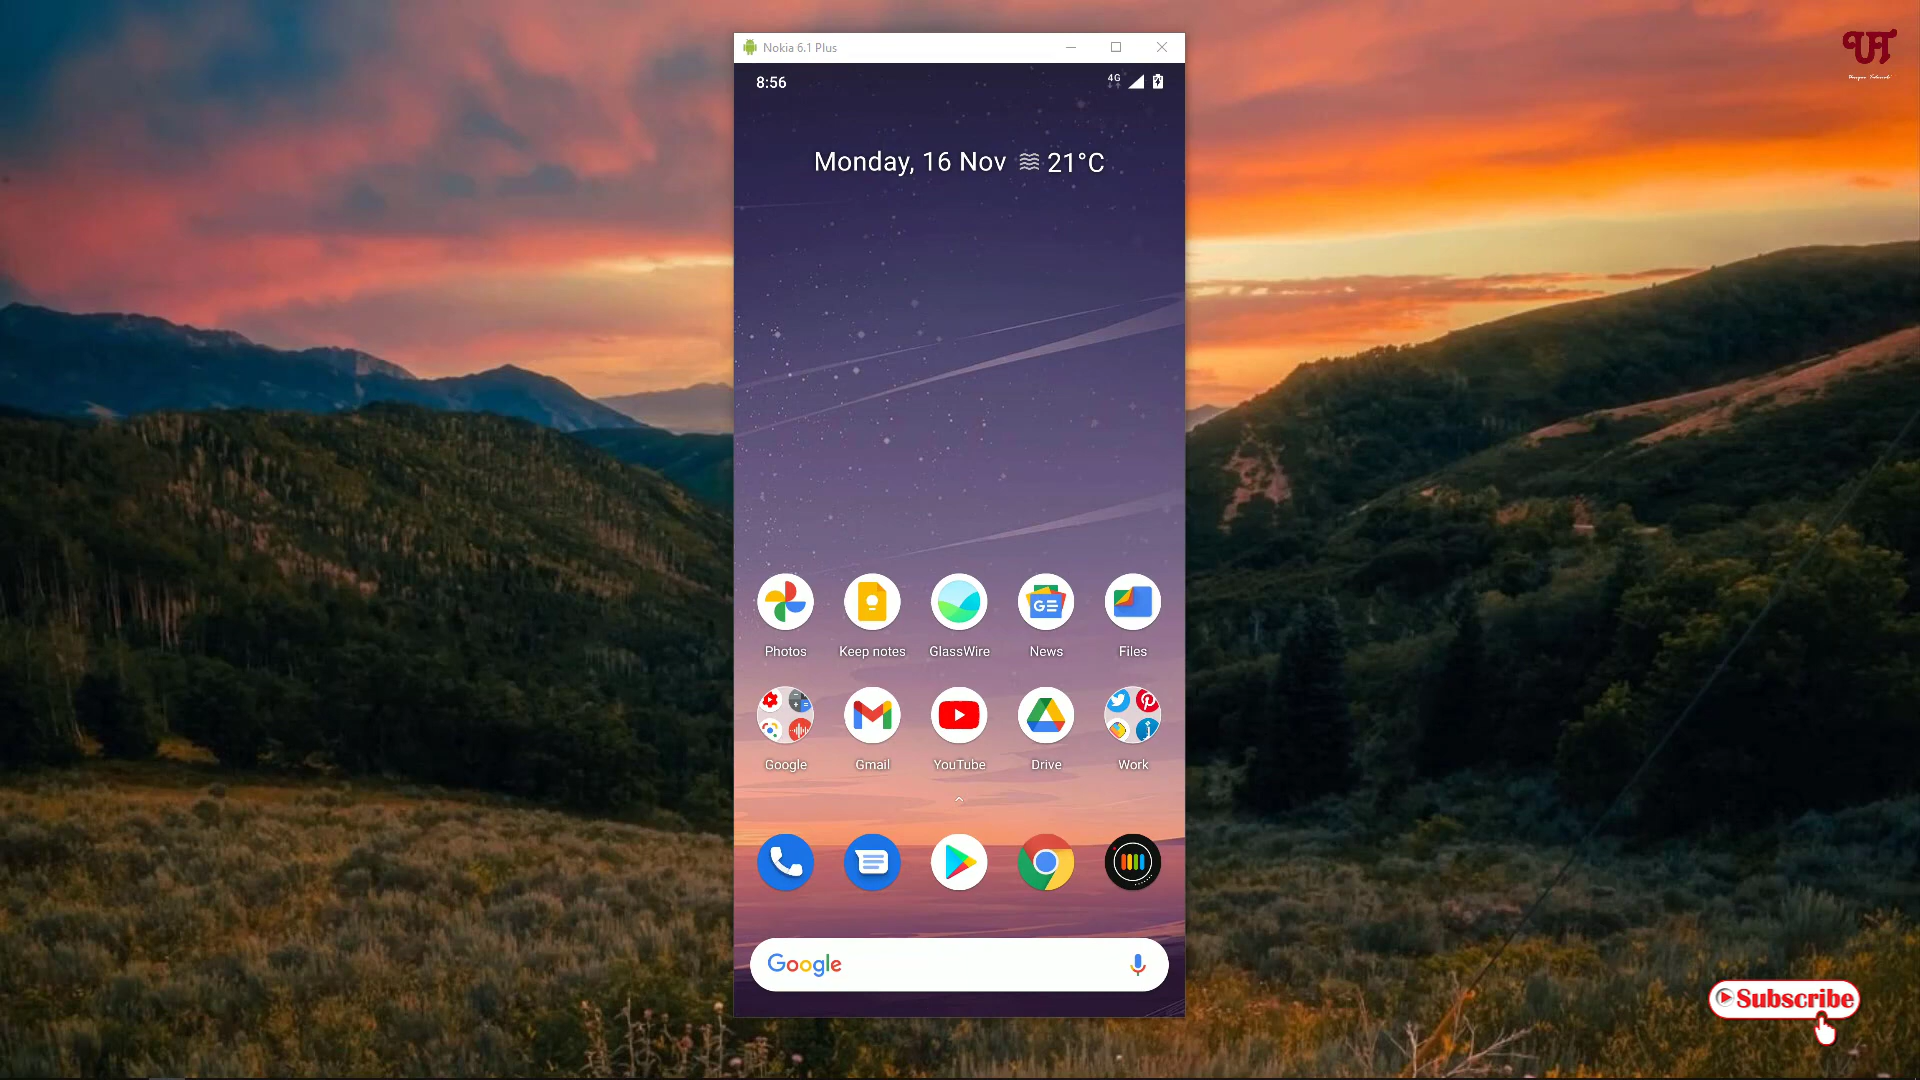 Nokia 6.1 Plus
8:56
4G
Monday, 16 Nov 21°C
Photos
Keep notes
GlassWire
News
Files
Google
Gmail
YouTube
Drive
Work
Google
UT
Subscribe